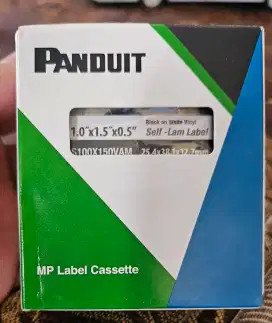 PANDUIT
1.0"x1.5"x0.5"
Black on White Vinyl
Self-Lam Label
S100X150VAM
25.4x38.1x12.7mm
MP Label Cassette